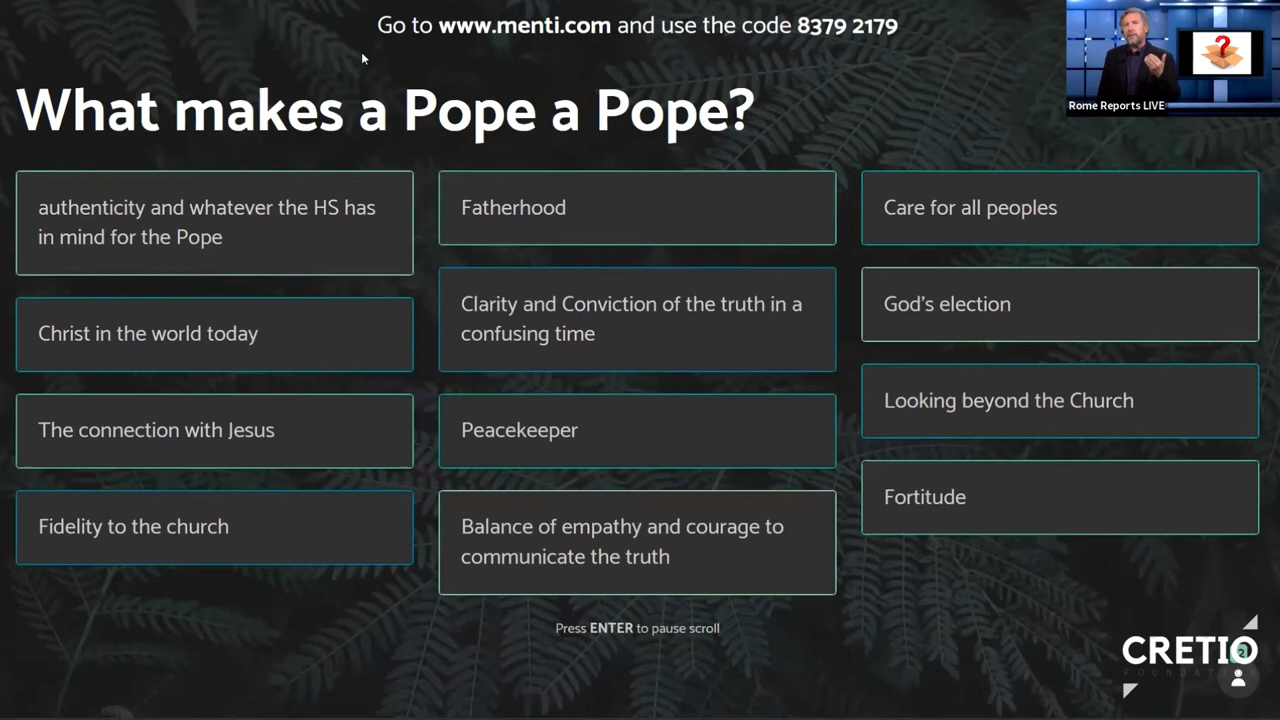 Go to www.menti.com and use the code 8379 2179
Rome Reports LIVE
What makes a Pope a Pope?
authenticity and whatever the HS has
in mind for the Pope
Christ in the world today
The connection with Jesus
Fidelity to the church
Fatherhood
Clarity and Conviction of the truth in a
confusing time
Peacekeeper
Balance of empathy and courage to
communicate the truth
Care for all peoples
God's election
Looking beyond the Church
Fortitude
Press ENTER to pause scroll
CRETIO